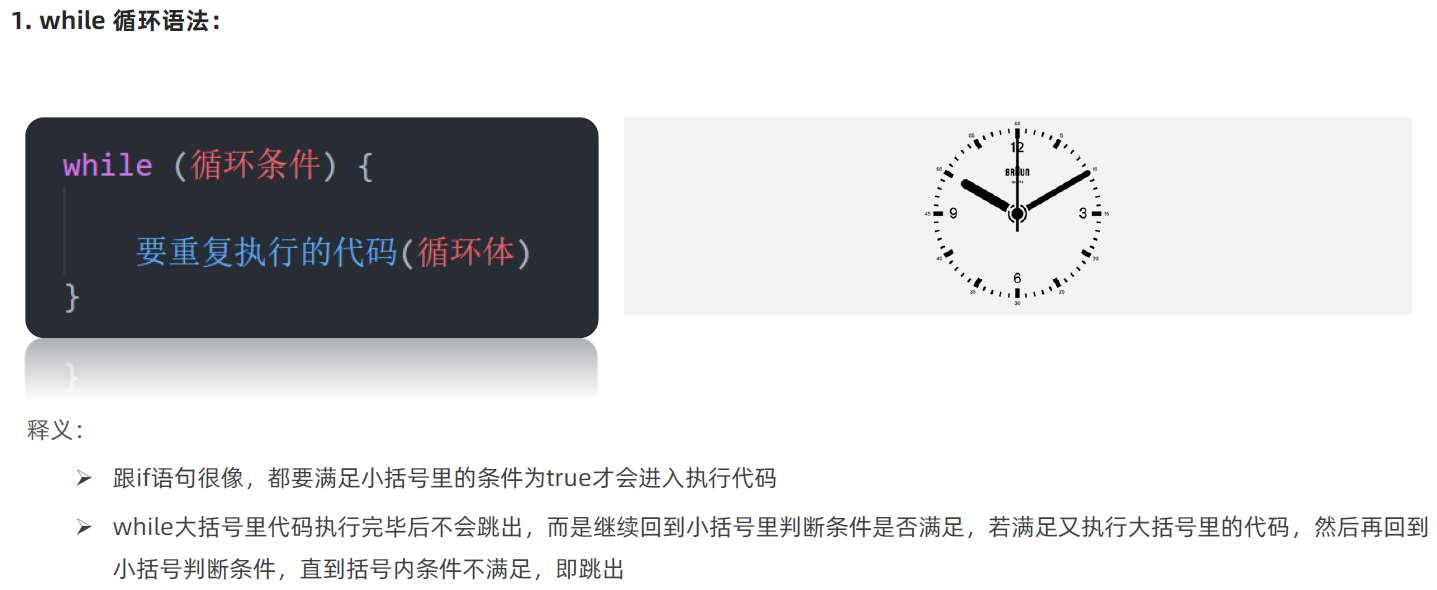 1. while 循环语法：
while (循环条件) {
要重复执行的代码(循环体)
}
60
12
BRAUN
quartz
9
3
6
30
释义：
跟if语句很像，都要满足小括号里的条件为true才会进入执行代码
while大括号里代码执行完毕后不会跳出，而是继续回到小括号里判断条件是否满足，若满足又执行大括号里的代码，然后再回到
小括号判断条件，直到括号内条件不满足，即跳出